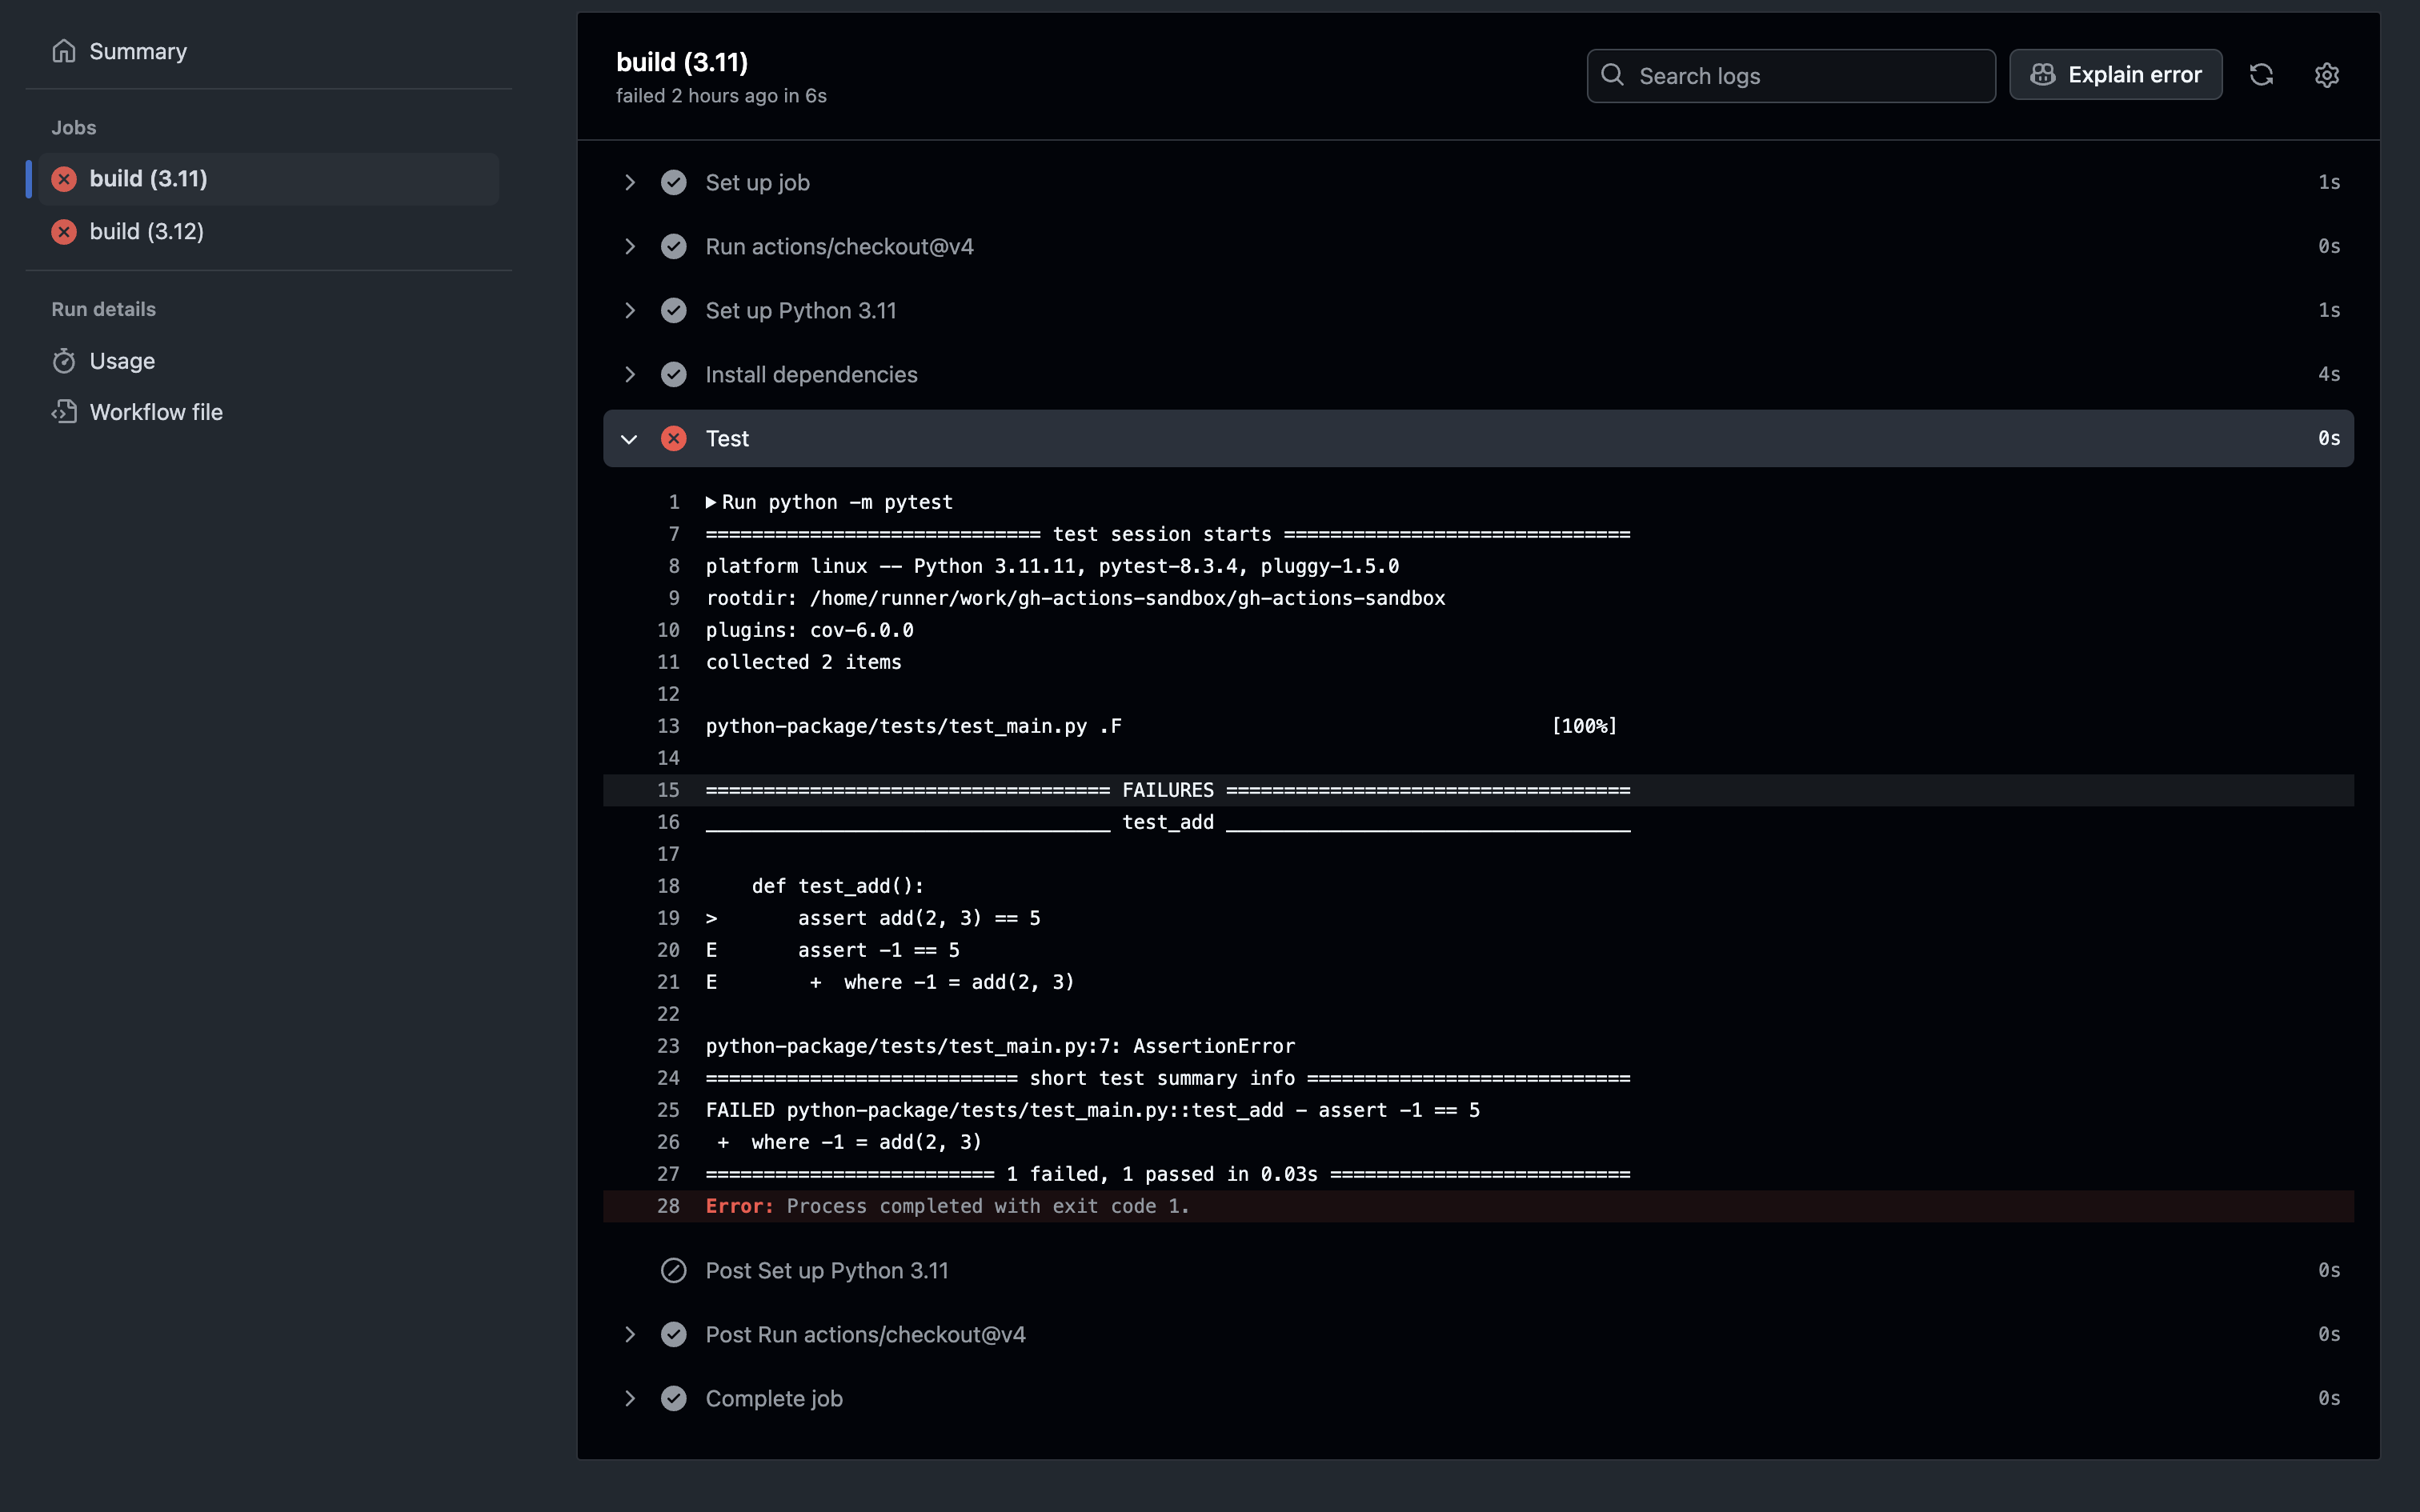 Summary
Jobs
build (3.11)
build (3.12)
Run details
Usage
Workflow file
build (3.11)
failed 2 hours ago in 6s
Search logs
Explain error
Set up job 1s
Run actions/checkout@v4 0s
Set up Python 3.11 1s
Install dependencies 4s
Test 0s
1 Run python -m pytest
7 ============================= test session starts ==============================
8 platform linux -- Python 3.11.11, pytest-8.3.4, pluggy-1.5.0
9 rootdir: /home/runner/work/gh-actions-sandbox/gh-actions-sandbox
10 plugins: cov-6.0.0
11 collected 2 items
12
13 python-package/tests/test_main.py .F                                     [100%]
14
15 =================================== FAILURES ===================================
16 ___________________________________ test_add ___________________________________
17
18     def test_add():
19 >       assert add(2, 3) == 5
20 E       assert -1 == 5
21 E        +  where -1 = add(2, 3)
22
23 python-package/tests/test_main.py:7: AssertionError
24 =========================== short test summary info ============================
25 FAILED python-package/tests/test_main.py::test_add - assert -1 == 5
26  +  where -1 = add(2, 3)
27 ========================= 1 failed, 1 passed in 0.03s ==========================
28 Error: Process completed with exit code 1.
Post Set up Python 3.11 0s
Post Run actions/checkout@v4 0s
Complete job 0s